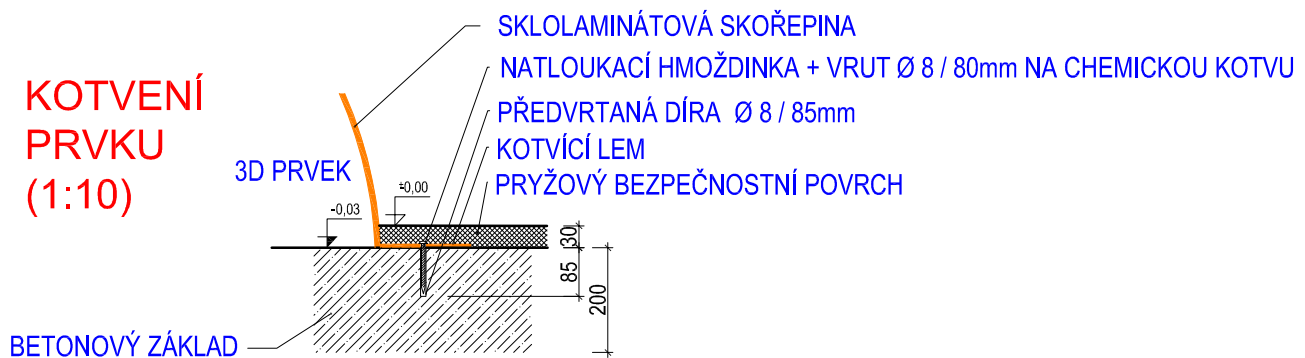 SKLOLAMINÁTOVÁ SKOŘEPINA
NATLOUKACÍ HMOŽDINKA + VRUT Ø 8 / 80mm NA CHEMICKOU KOTVU
KOTVENÍ
PRVKU
(1:10)
PŘEDVRTANÁ DÍRA Ø 8 / 85mm
KOTVÍCÍ LEM
3D PRVEK
PRYŽOVÝ BEZPEČNOSTNÍ POVRCH
±0,00
-0,03
30
85
200
BETONOVÝ ZÁKLAD